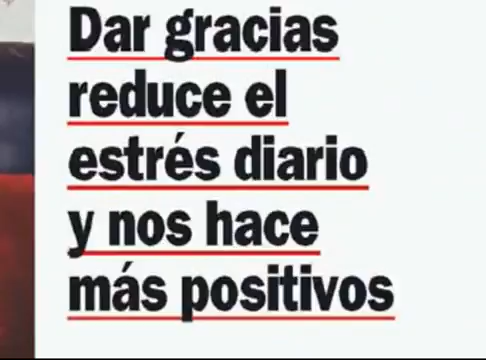 Dar gracias
reduce el
estrés diario
y nos hace
más positivos